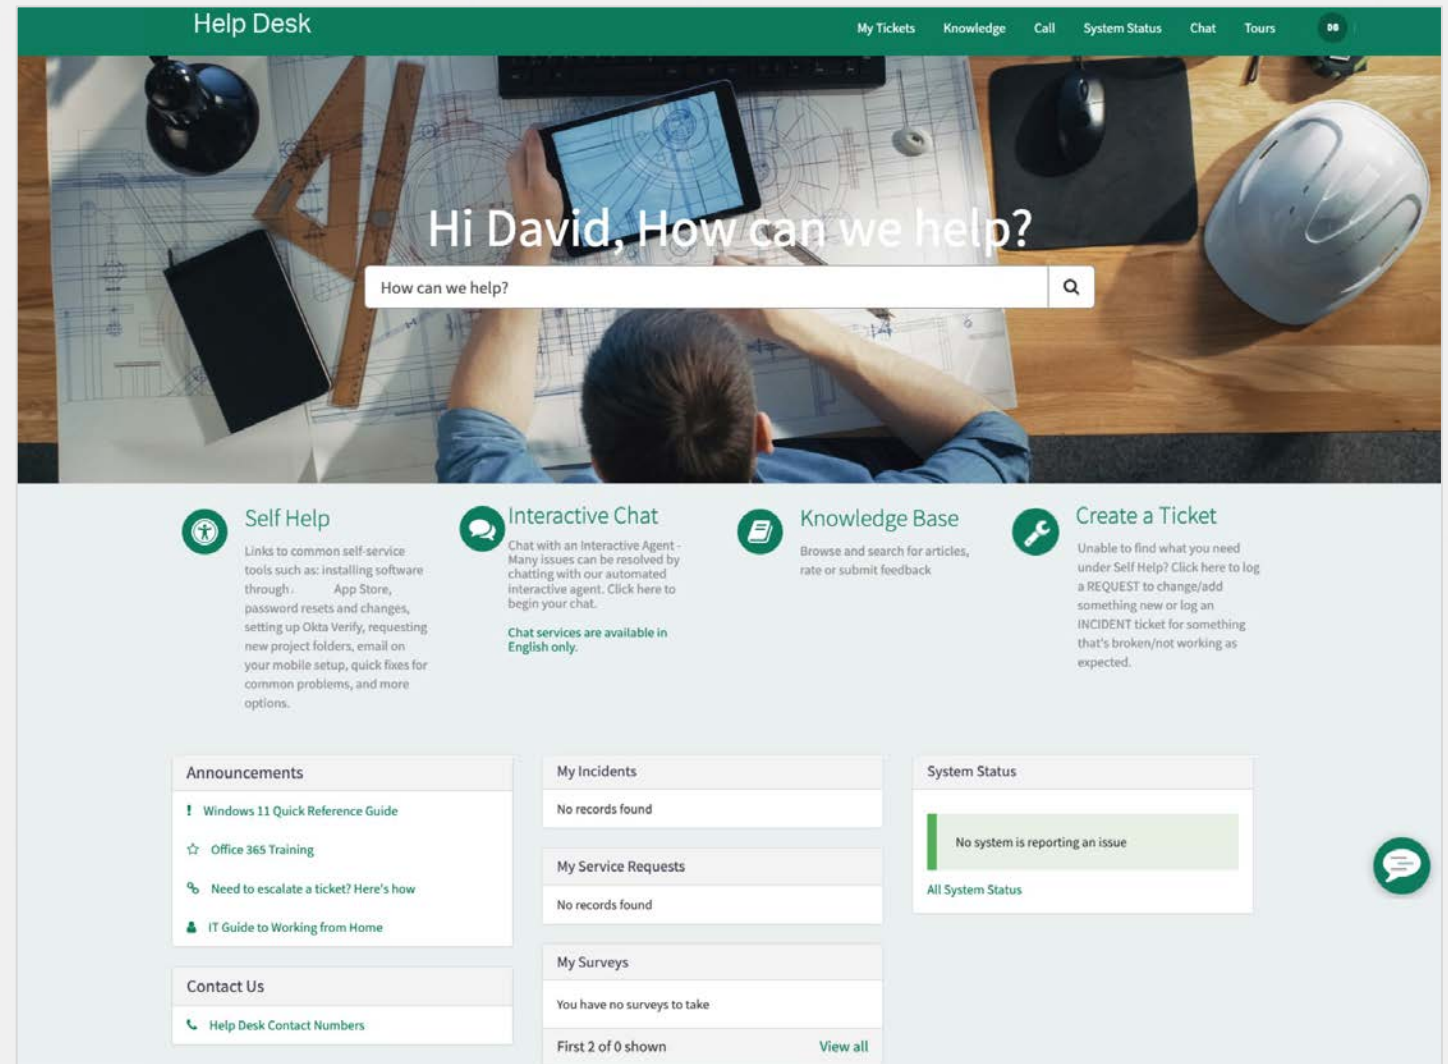 Help Desk
My Tickets Knowledge Call System Status Chat Tours DB
Hi David, How can we help?
How can we help?
Self Help
Links to common self-service
tools such as: installing software
through App Store,
password resets and changes,
setting up Okta Verify, requesting
new project folders, email on
your mobile setup, quick fixes for
common problems, and more
options.
Interactive Chat
Chat with an Interactive Agent -
Many issues can be resolved by
chatting with our automated
interactive agent. Click here to
begin your chat.
Chat services are available in
English only.
Knowledge Base
Browse and search for articles,
rate or submit feedback
Create a Ticket
Unable to find what you need
under Self Help? Click here to log
a REQUEST to change/add
something new or log an
INCIDENT ticket for something
that's broken/not working as
expected.
Announcements
Windows 11 Quick Reference Guide
Office 365 Training
Need to escalate a ticket? Here's how
IT Guide to Working from Home
Contact Us
Help Desk Contact Numbers
My Incidents
No records found
My Service Requests
No records found
My Surveys
You have no surveys to take
First 2 of 0 shown View all
System Status
No system is reporting an issue
All System Status